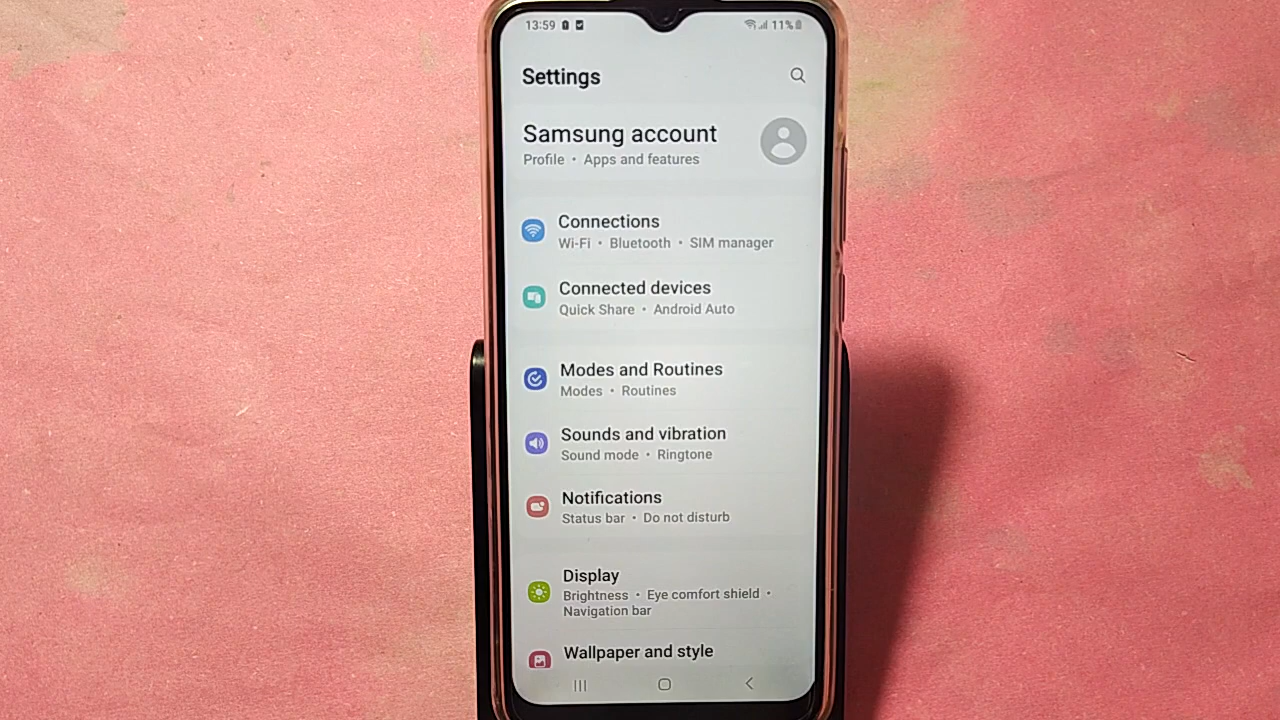 13:59 11%
Settings
Samsung account
Profile • Apps and features
Connections
Wi-Fi • Bluetooth • SIM manager
Connected devices
Quick Share • Android Auto
Modes and Routines
Modes • Routines
Sounds and vibration
Sound mode • Ringtone
Notifications
Status bar • Do not disturb
Display
Brightness • Eye comfort shield •
Navigation bar
Wallpaper and style